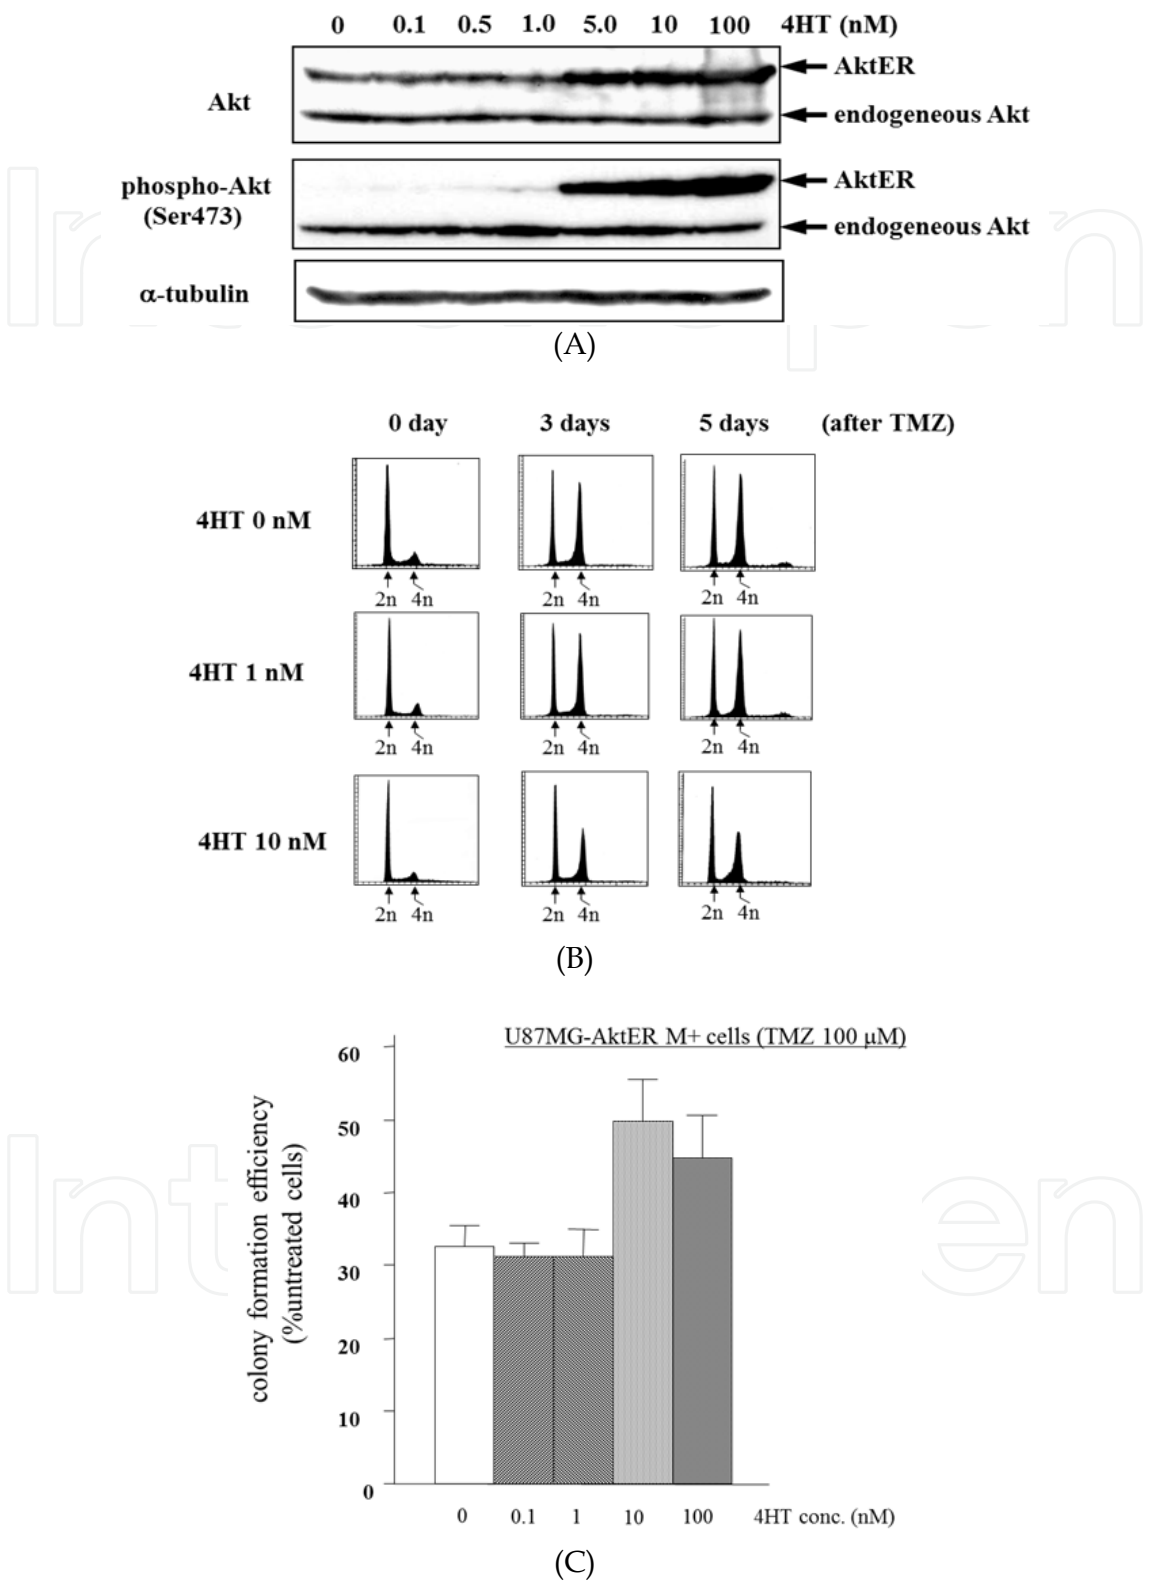 0 0.1 0.5 1.0 5.0 10 100 4HT (nM)
AktER
Akt
endogeneous Akt
phospho-Akt
(Ser473)
AktER
endogeneous Akt
α-tubulin
(A)
0 day 3 days 5 days (after TMZ)
4HT 0 nM
2n 4n 2n 4n 2n 4n
4HT 1 nM
2n 4n 2n 4n 2n 4n
4HT 10 nM
2n 4n 2n 4n 2n 4n
(B)
U87MG-AktER M+ cells (TMZ 100 μM)
colony formation efficiency
(%untreated cells)
60
50
40
30
20
10
0
0 0.1 1 10 100 4HT conc. (nM)
(C)